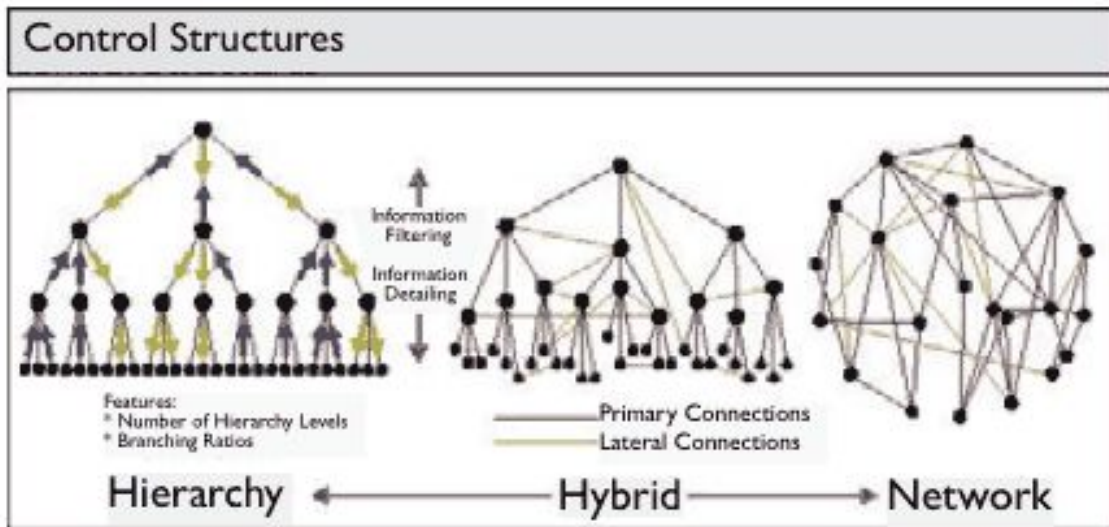 Control Structures
Information
Filtering
Information
Detailing
Features:
* Number of Hierarchy Levels
* Branching Ratios
Primary Connections
Lateral Connections
Hierarchy
Hybrid
Network